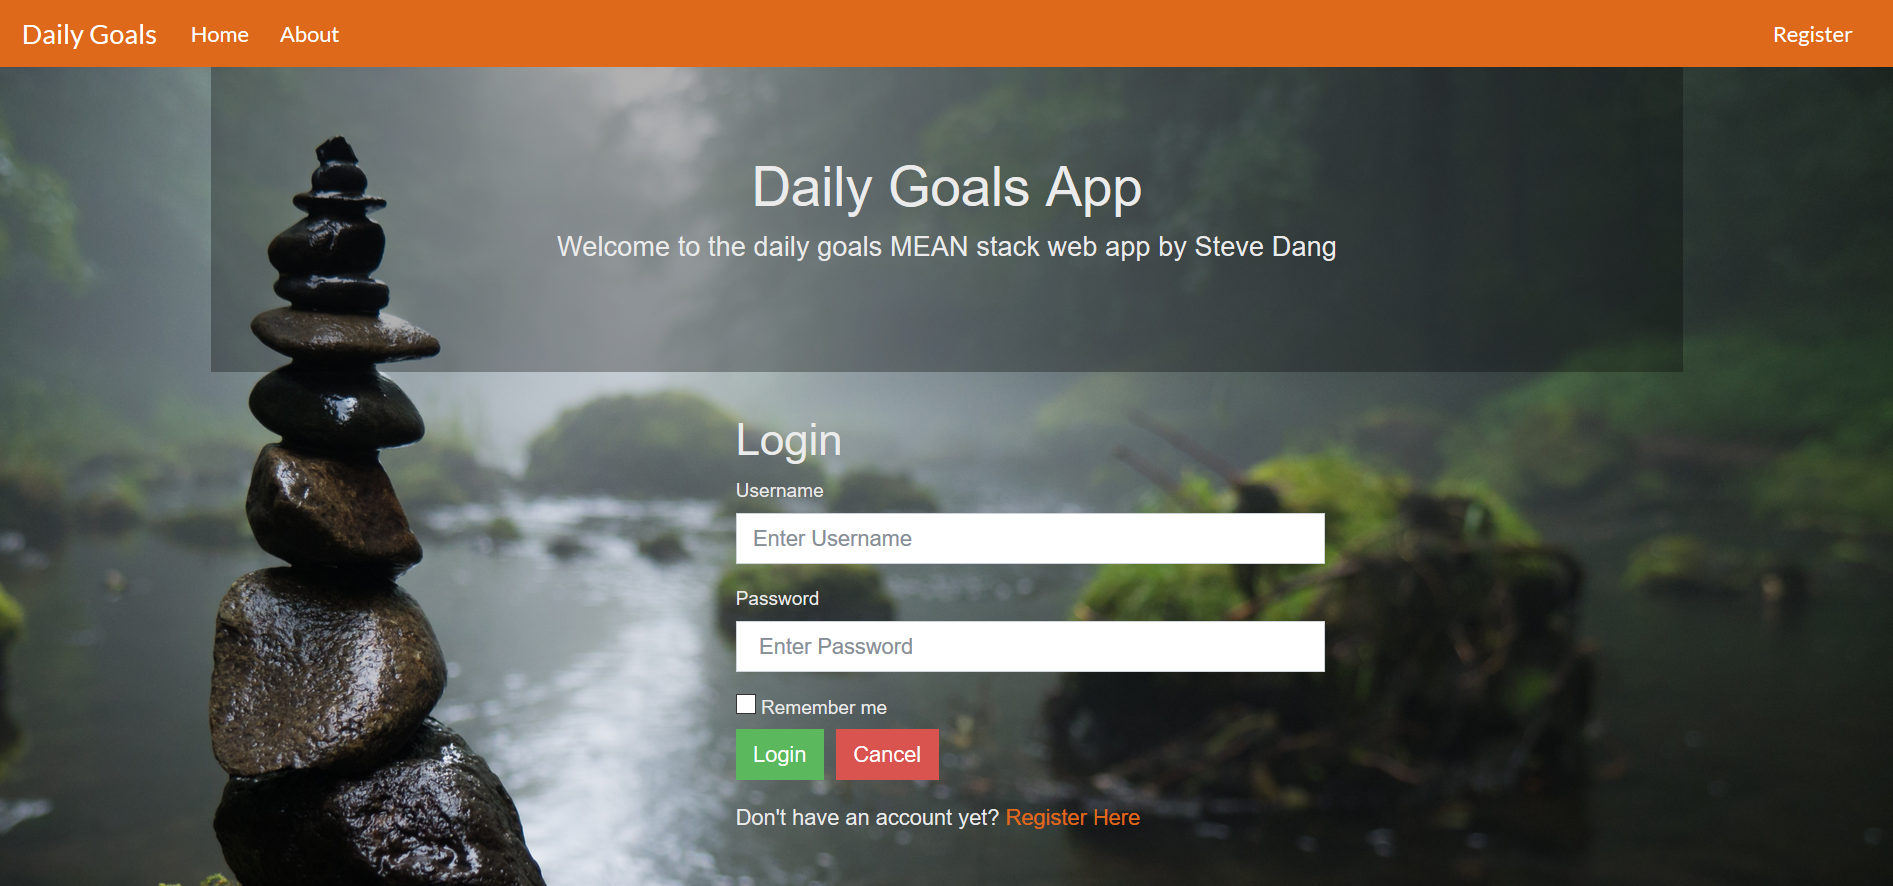 Daily Goals Home About Register
Daily Goals App
Welcome to the daily goals MEAN stack web app by Steve Dang
Login
Username
Enter Username
Password
Enter Password
Remember me
Login Cancel
Don't have an account yet? Register Here